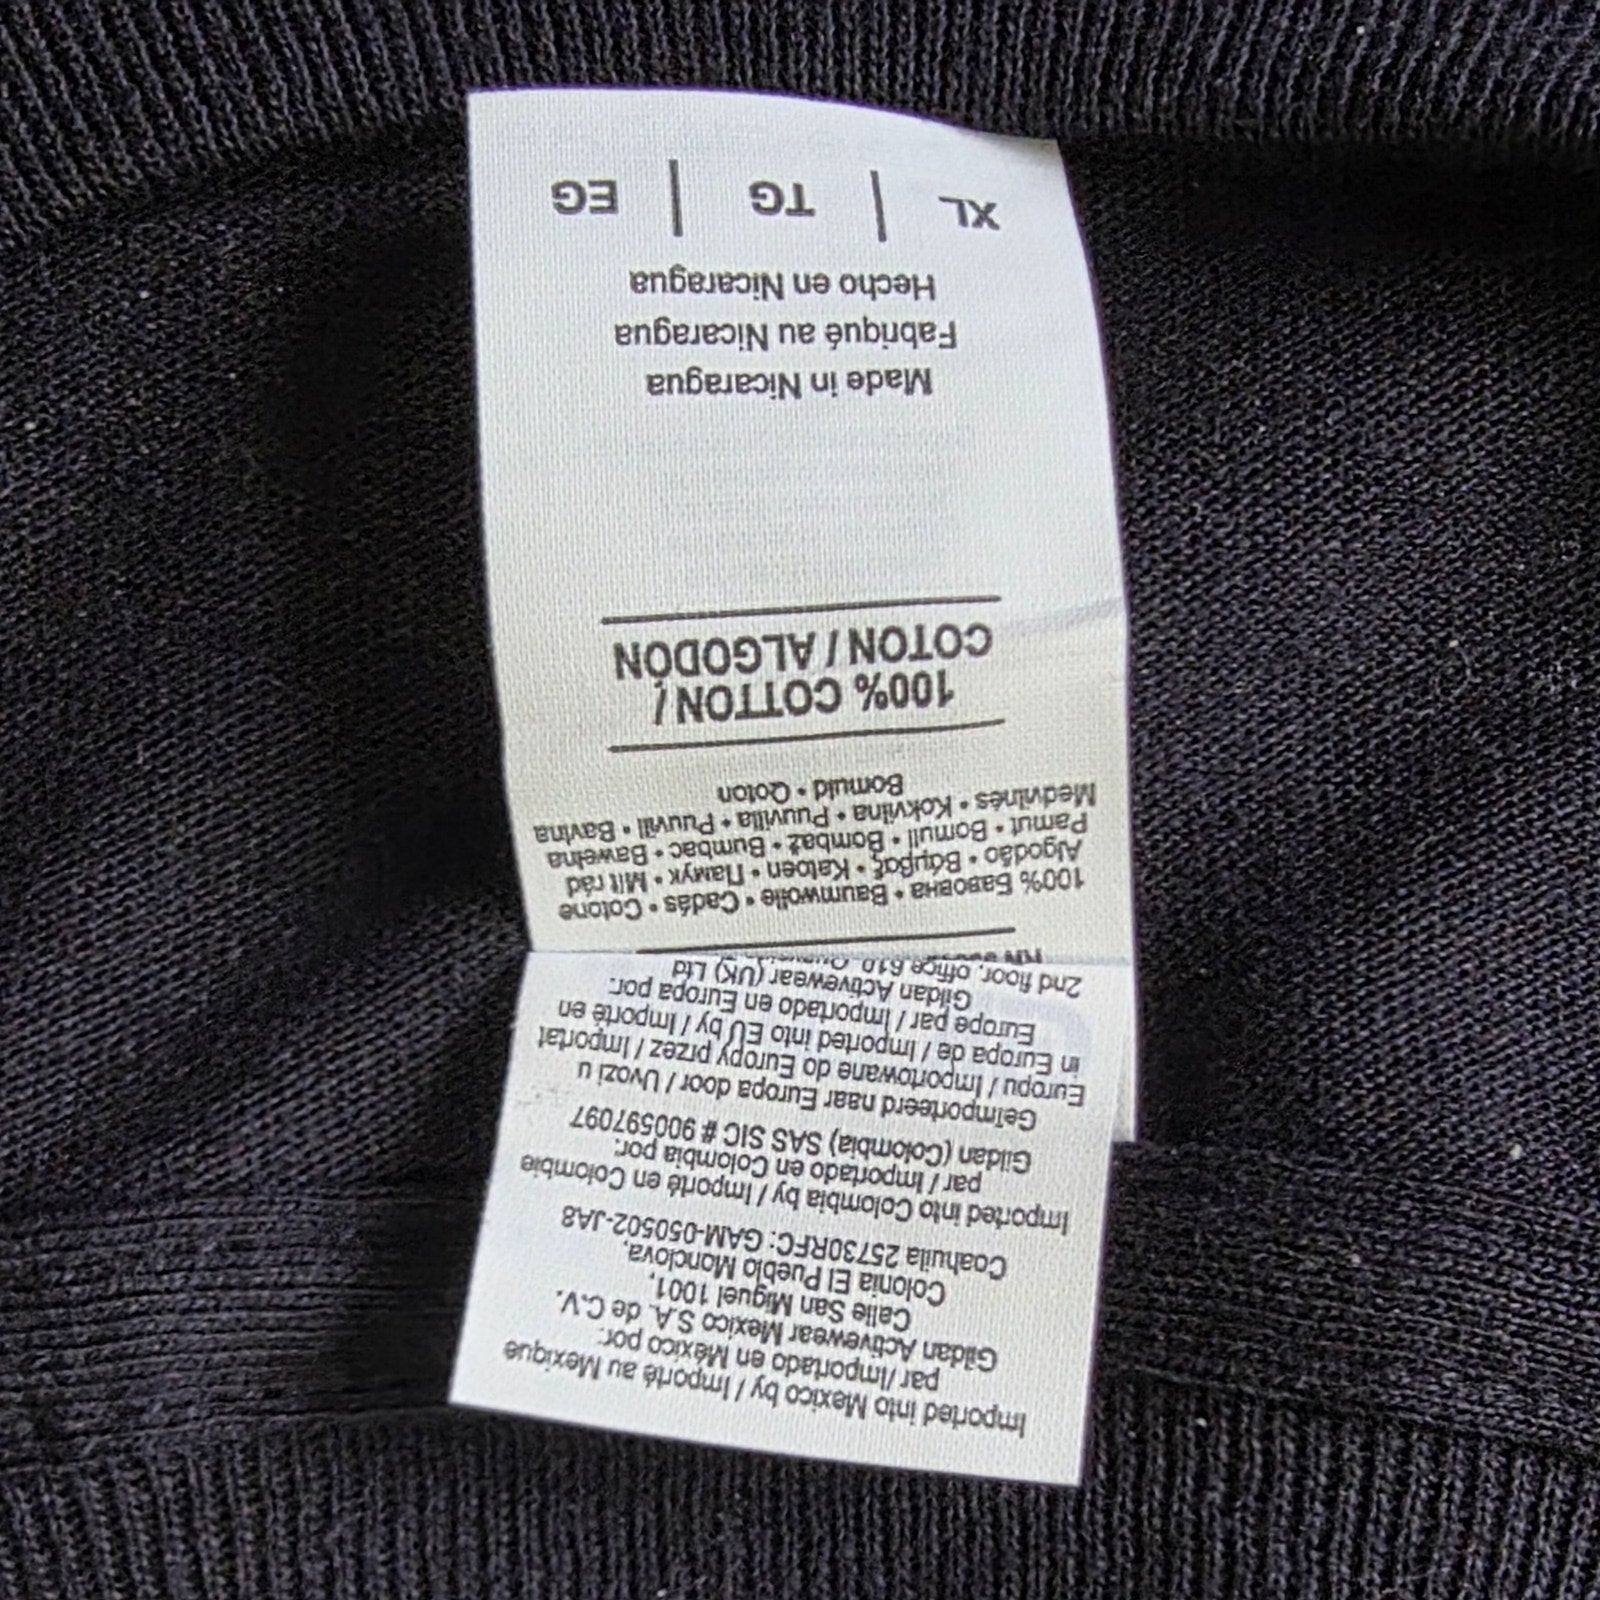 Imported into Mexico by / Importé au Mexique
par/Importado en México por:
Gildan Activewear Mexico S.A. de C.V.
Calle San Miguel 1001,
Colonia El Pueblo Monclova,
Coahuila 25730RFC: GAM-050502-JA8
Imported into Colombia by / Importé en Colombie
par / Importado en Colombia por:
Gildan (Colombia) SAS SIC # 900597097
Geïmporteerd naar Europa door / Uvozi u
Europu / Importowane do Europy przez / Importat
in Europa de / Imported into EU by / Importé en
Europe par / Importado en Europa por:
Gildan Activewear (UK) Ltd
2nd floor, office 610,
RN
100% Бавовна • Baumwolle • Cadás • Cotone
Algodão • Βάμβαξ • Katoen • Памук • Mit rád
Pamut • Bomull • Bombaž • Bumbac • Bawełna
Medvilnės • Kokvilna • Puuvilla • Puuvill • Bavlna
Bomuld • Qoton
100% COTTON /
COTON / ALGODÓN
Made in Nicaragua
Fabriqué au Nicaragua
Hecho en Nicaragua
XL | TG | EG